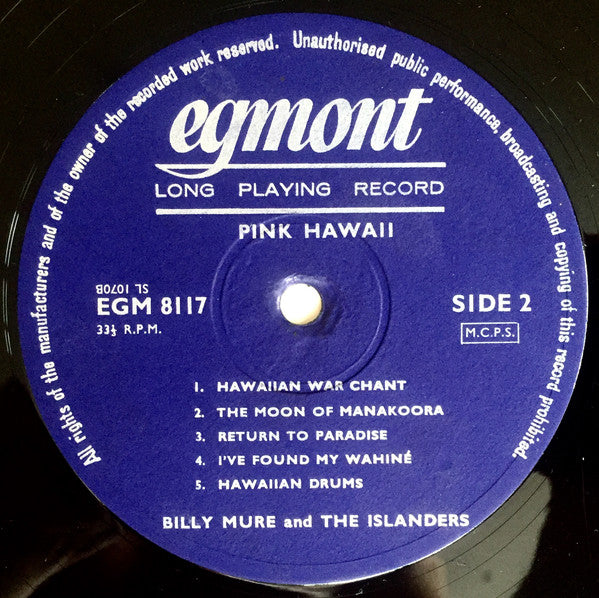 All rights of the manufacturers and of the owner of the recorded work reserved. Unauthorised public performance, broadcasting and copying of this record prohibited.
egmont
LONG PLAYING RECORD
PINK HAWAII
SL 1070B
EGM 8117
33⅓ R.P.M.
SIDE 2
M.C.P.S.
1. HAWAIIAN WAR CHANT
2. THE MOON OF MANAKOORA
3. RETURN TO PARADISE
4. I'VE FOUND MY WAHINÉ
5. HAWAIIAN DRUMS
BILLY MURE and THE ISLANDERS